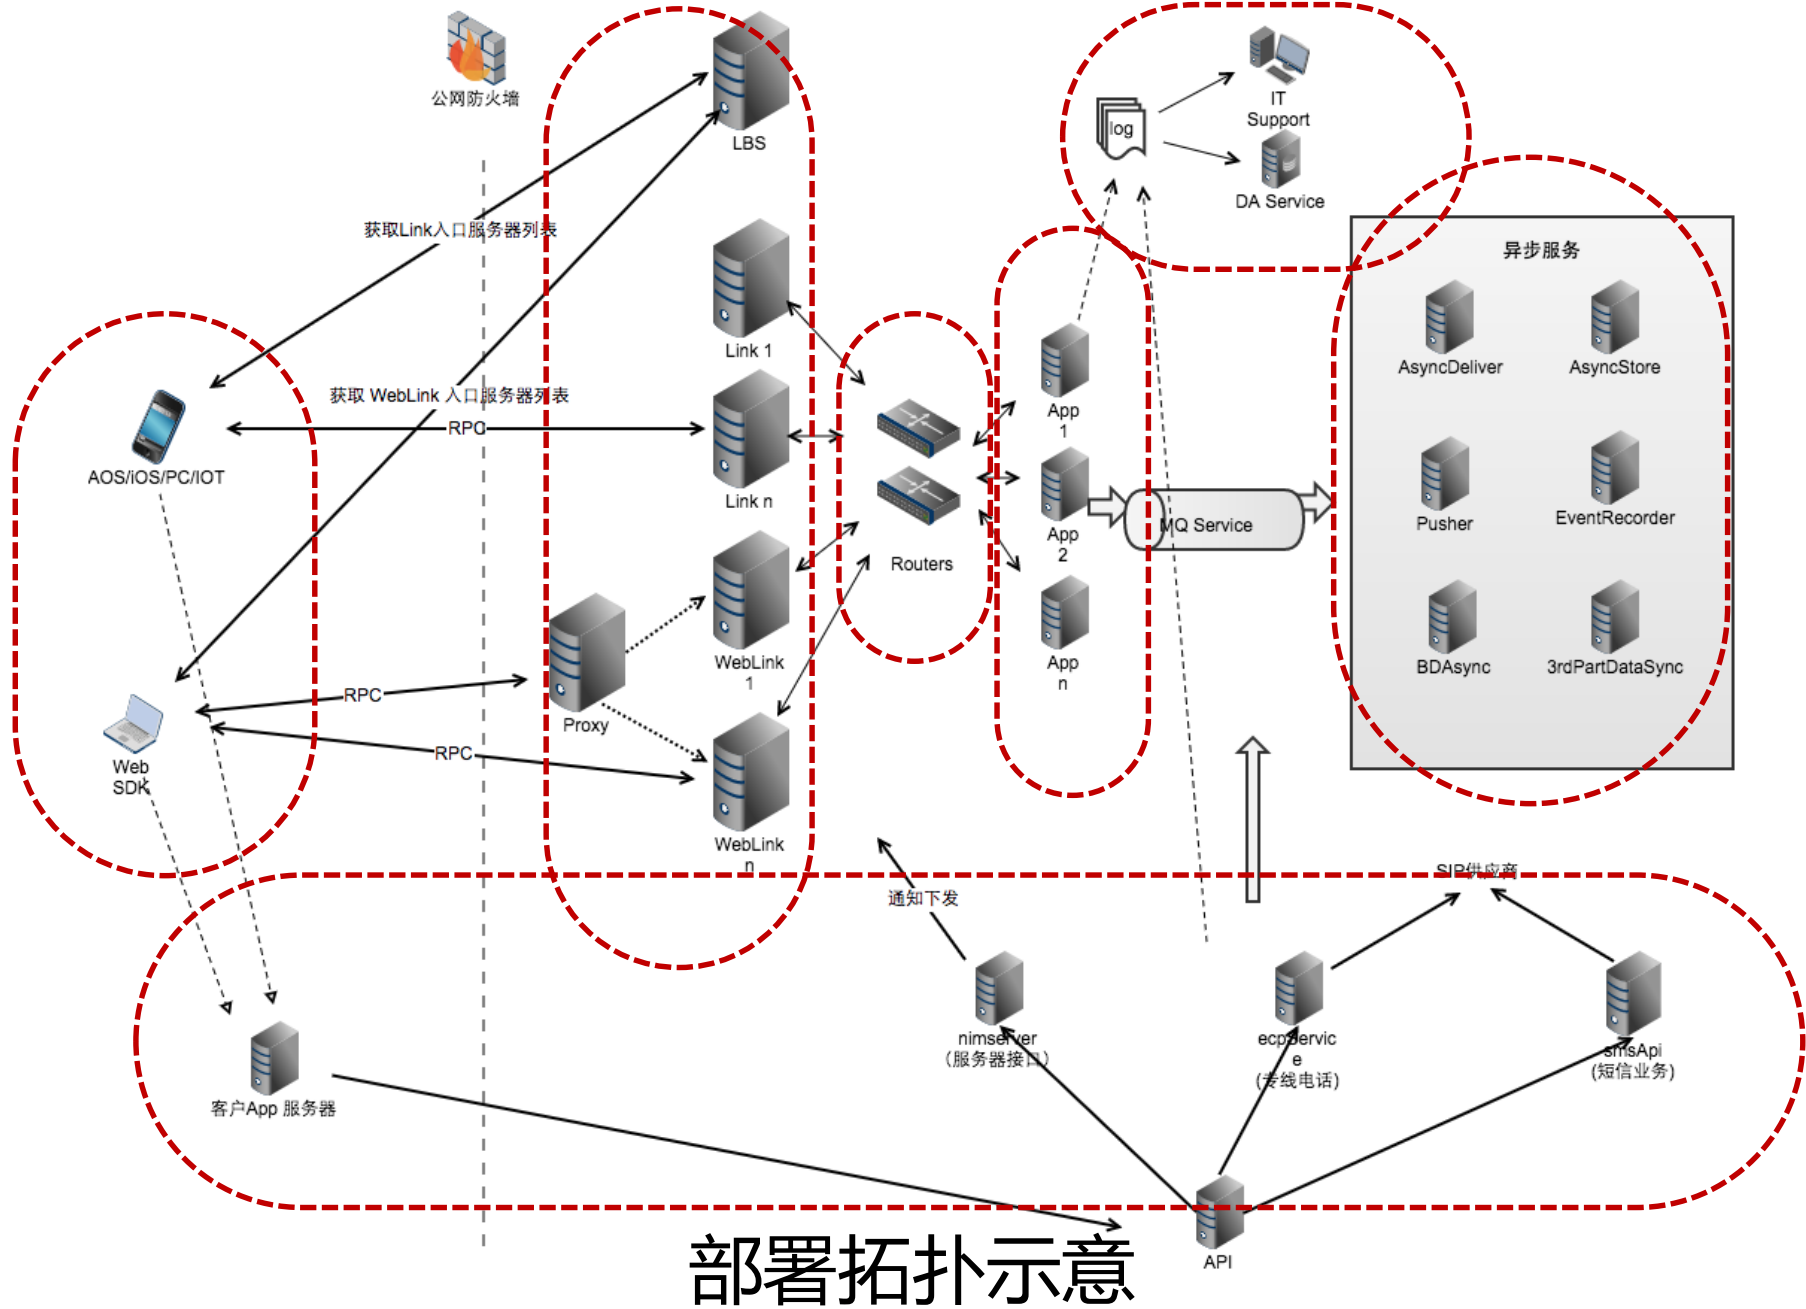 公网防火墙
LBS
log
IT
Support
DA Service
获取Link入口服务器列表
异步服务
Link 1
AsyncDeliver
AsyncStore
获取 WebLink 入口服务器列表
RPC
App
1
AOS/iOS/PC/IOT
Link n
MQ Service
Pusher
EventRecorder
App
2
Routers
WebLink
1
App
n
BDAsync
3rdPartDataSync
RPC
Proxy
RPC
Web
SDK
WebLink
n
SIP供应商
通知下发
nimserver
（服务器接口）
ecpServic
e
(专线电话)
smsApi
(短信业务)
客户App 服务器
API
部署拓扑示意